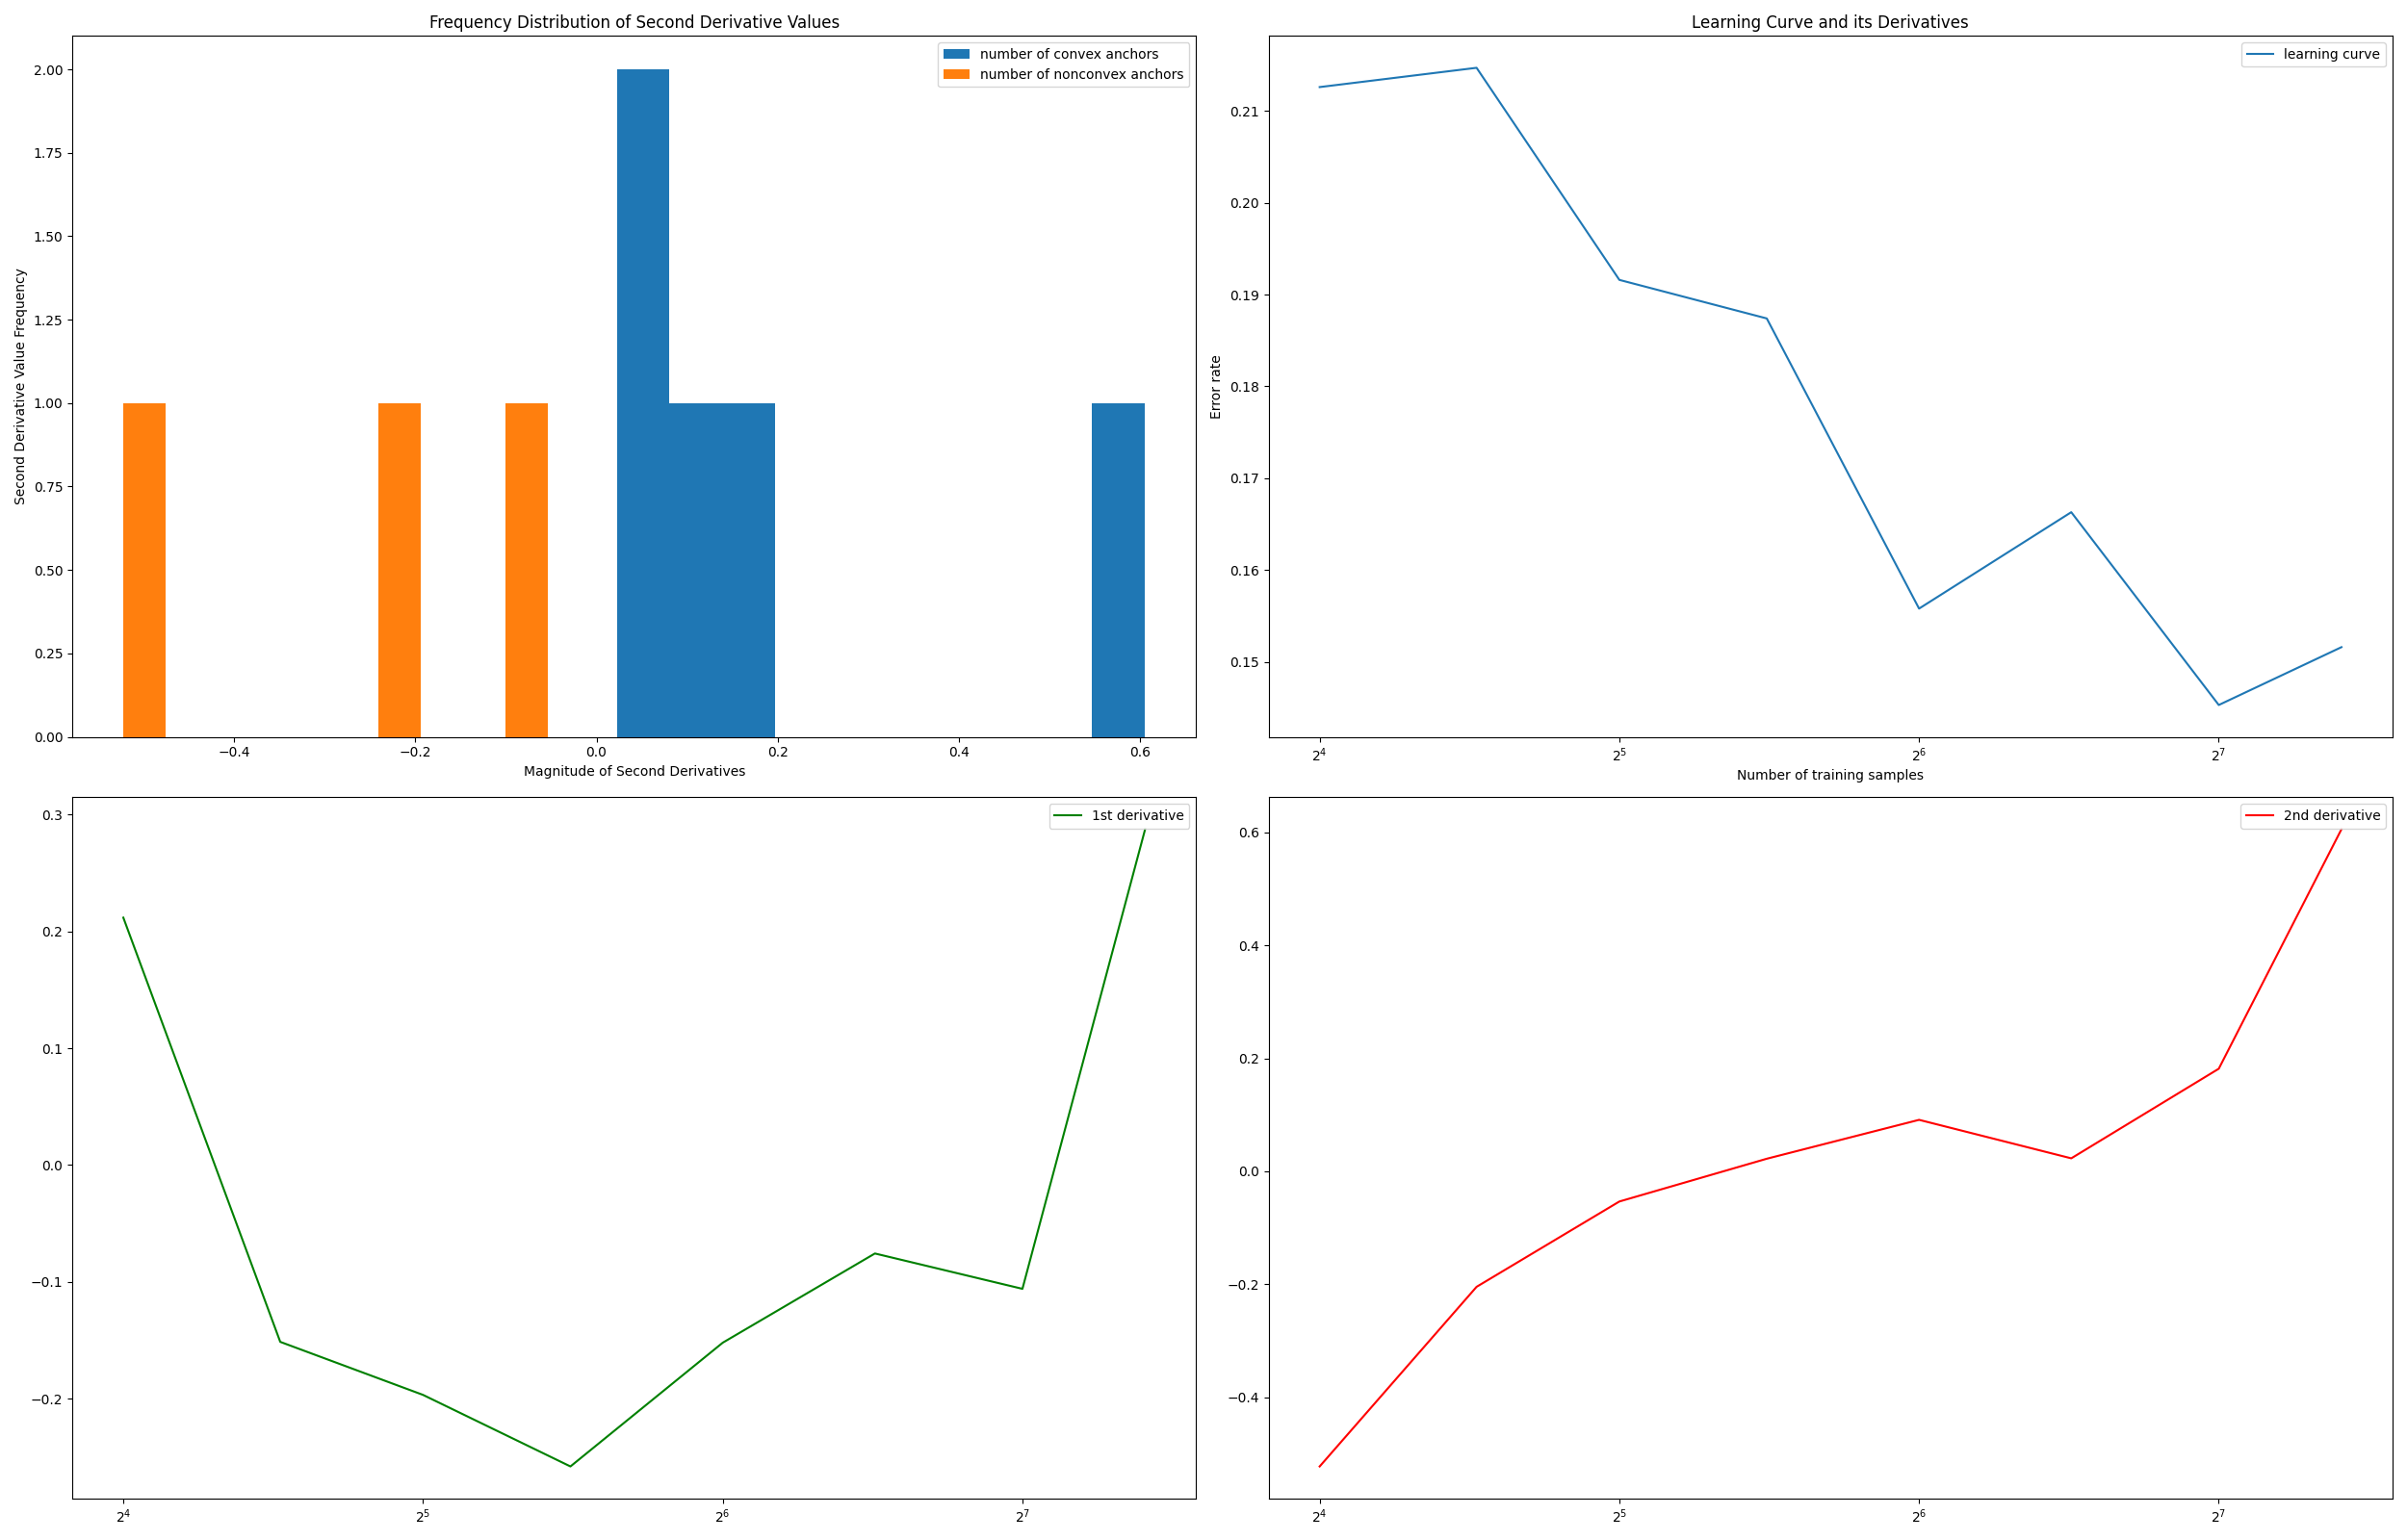 Frequency Distribution of Second Derivative Values
number of convex anchors
number of nonconvex anchors
Second Derivative Value Frequency
2.00
1.75
1.50
1.25
1.00
0.75
0.50
0.25
0.00
−0.4 −0.2 0.0 0.2 0.4 0.6
Magnitude of Second Derivatives
Learning Curve and its Derivatives
learning curve
Error rate
0.21
0.20
0.19
0.18
0.17
0.16
0.15
2⁴ 2⁵ 2⁶ 2⁷
Number of training samples
1st derivative
0.3
0.2
0.1
0.0
−0.1
−0.2
2⁴ 2⁵ 2⁶ 2⁷
2nd derivative
0.6
0.4
0.2
0.0
−0.2
−0.4
2⁴ 2⁵ 2⁶ 2⁷